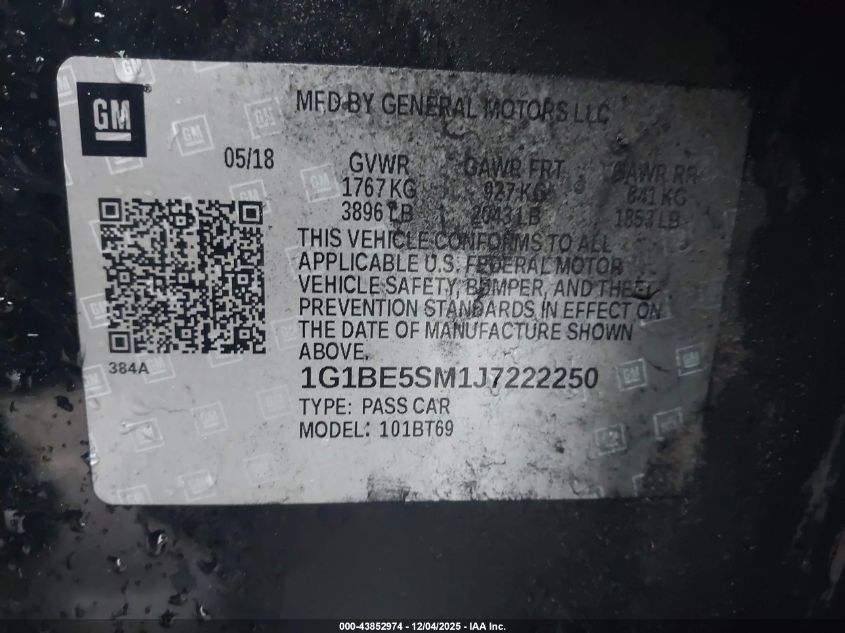 GM
MFD BY GENERAL MOTORS LLC
05/18 GVWR GAWR FRT GAWR RR
1767 KG 927 KG 841 KG
3896 LB 2043 LB 1853 LB
THIS VEHICLE CONFORMS TO ALL
APPLICABLE U.S. FEDERAL MOTOR
VEHICLE SAFETY, BUMPER, AND THEFT
PREVENTION STANDARDS IN EFFECT ON
THE DATE OF MANUFACTURE SHOWN
ABOVE.
384A
1G1BE5SM1J7222250
TYPE: PASS CAR
MODEL: 101BT69
000-43852974 - 12/04/2025 - IAA Inc.